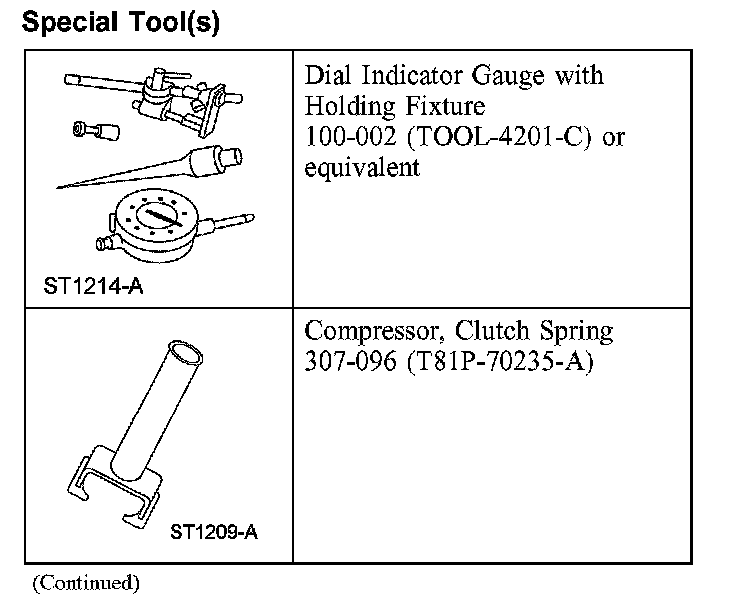 Special Tool(s)
Dial Indicator Gauge with
Holding Fixture
100-002 (TOOL-4201-C) or
equivalent
ST1214-A
Compressor, Clutch Spring
307-096 (T81P-70235-A)
ST1209-A
(Continued)